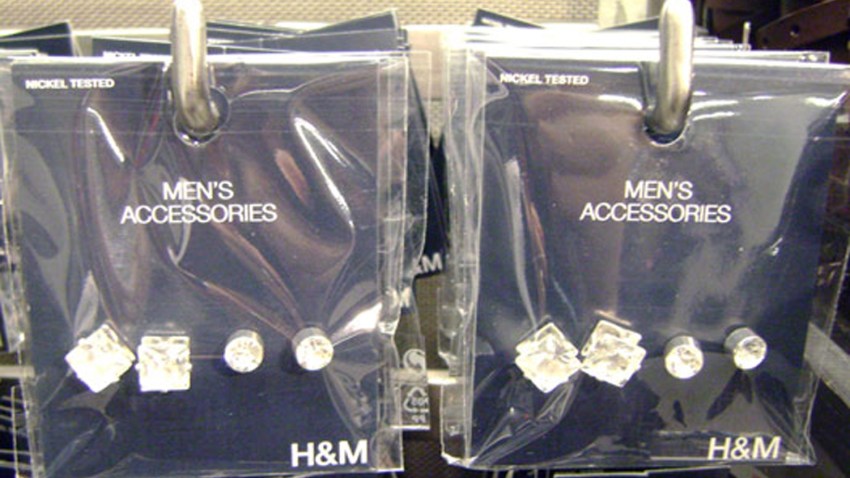 NICKEL TESTED
MEN'S
ACCESSORIES
H&M
NICKEL TESTED
MEN'S
ACCESSORIES
H&M